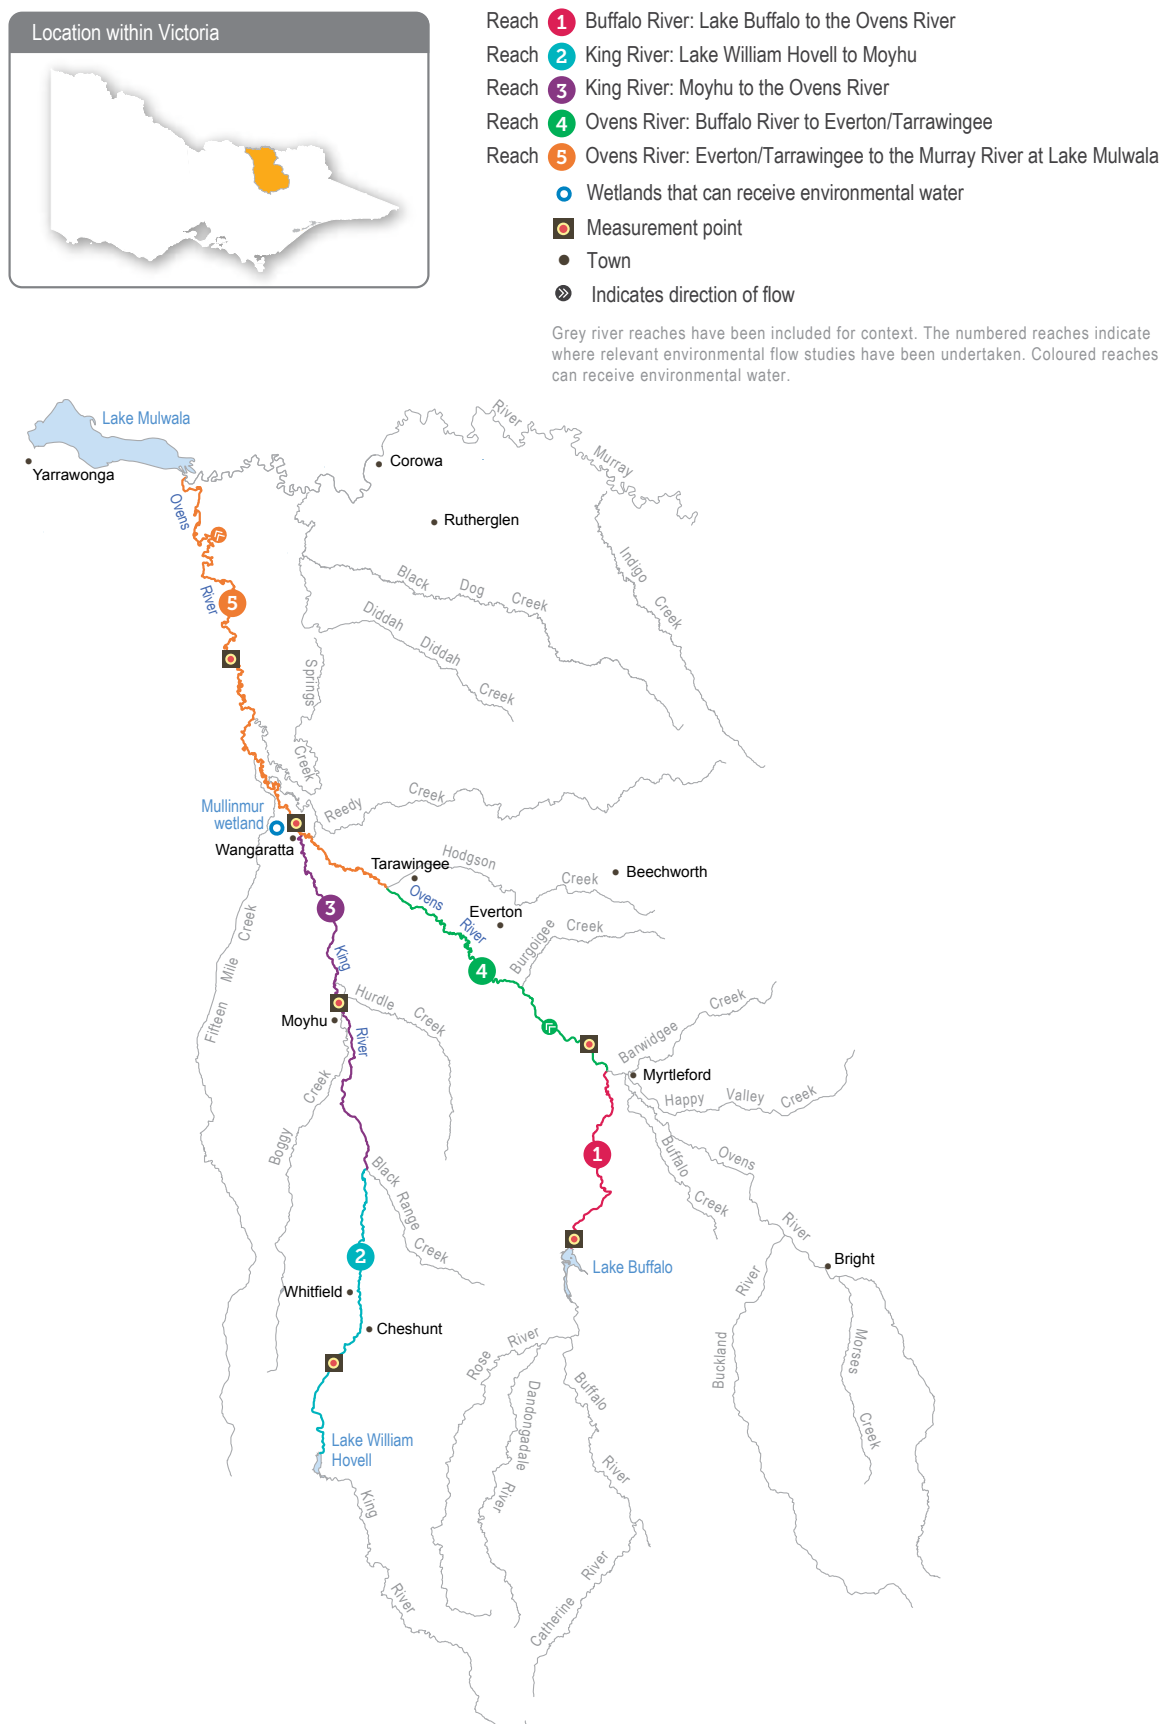 Location within Victoria
Reach 1 Buffalo River: Lake Buffalo to the Ovens River
Reach 2 King River: Lake William Hovell to Moyhu
Reach 3 King River: Moyhu to the Ovens River
Reach 4 Ovens River: Buffalo River to Everton/Tarrawingee
Reach 5 Ovens River: Everton/Tarrawingee to the Murray River at Lake Mulwala
Wetlands that can receive environmental water
Measurement point
Town
Indicates direction of flow
Grey river reaches have been included for context. The numbered reaches indicate
where relevant environmental flow studies have been undertaken. Coloured reaches
can receive environmental water.
Lake Mulwala
River
Murray
Corowa
Yarrawonga
Ovens
Rutherglen
Indigo
Creek
Black Dog Creek
River
5
Diddah Diddah Creek
Springs
Creek
Reedy Creek
Mullinmur
wetland
Wangaratta
Tarawingee
Hodgson Creek
Beechworth
Ovens
River
Everton
Burgoigee Creek
3
King
River
4
Fifteen Mile Creek
Hurdle Creek
Moyhu
Barwidgee Creek
Myrtleford
Happy Valley Creek
Boggy Creek
1
Buffalo Creek
Ovens River
Black Range Creek
2
Lake Buffalo
Bright
Whitfield
Cheshunt
Rose River
Buckland River
Morses Creek
Dandongadale River
Buffalo River
Lake William
Hovell
King River
Catherine River